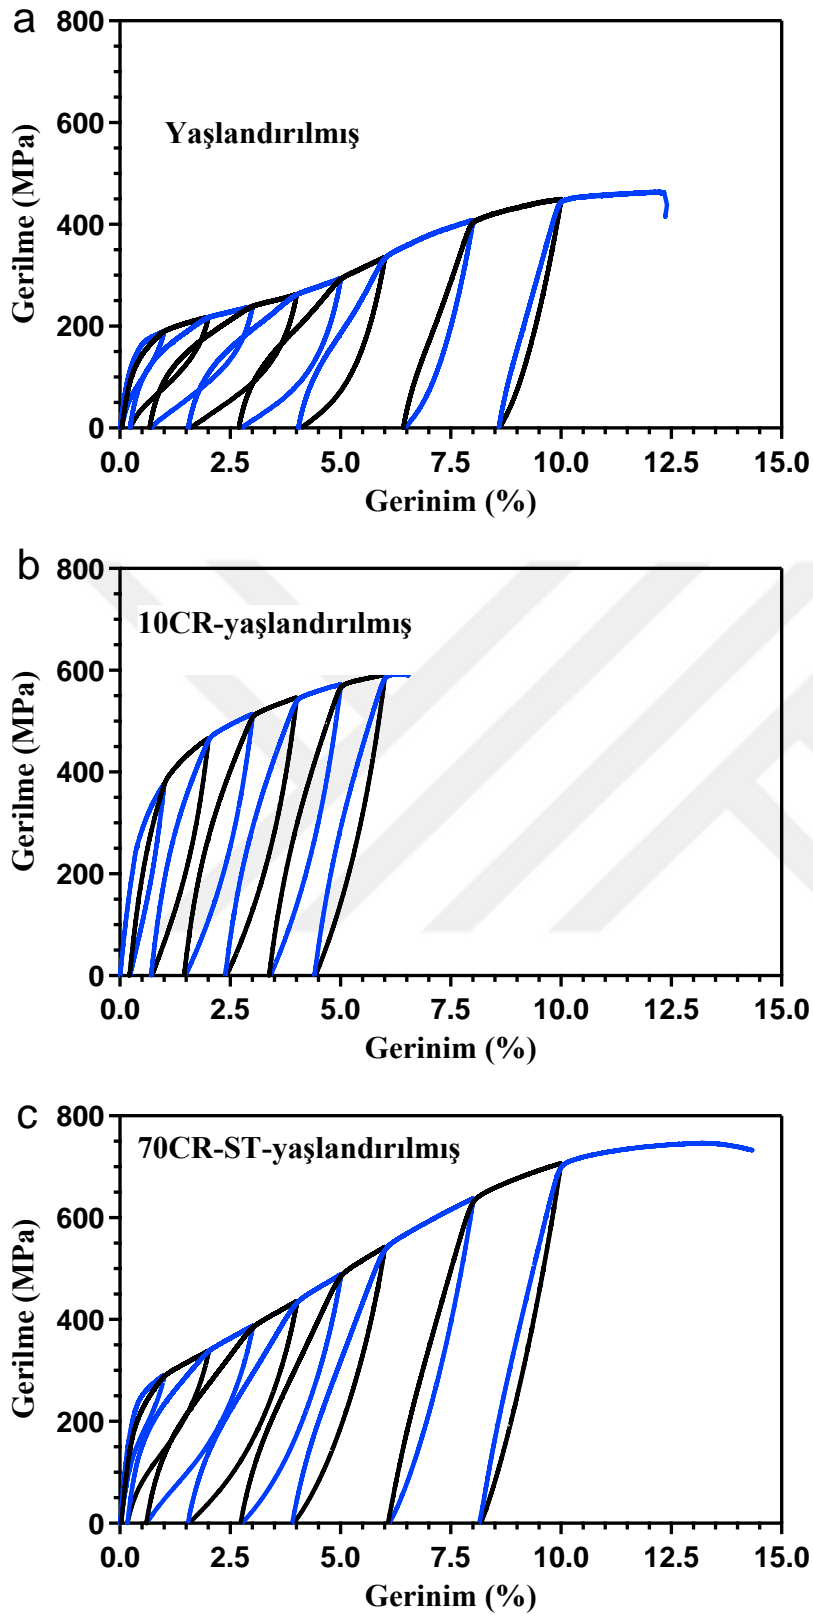 a
800
600
400
200
0
Gerilme (MPa)
Yaşlandırılmış
0.0 2.5 5.0 7.5 10.0 12.5 15.0
Gerinim (%)
b
800
600
400
200
0
Gerilme (MPa)
10CR-yaşlandırılmış
0.0 2.5 5.0 7.5 10.0 12.5 15.0
Gerinim (%)
c
800
600
400
200
0
Gerilme (MPa)
70CR-ST-yaşlandırılmış
0.0 2.5 5.0 7.5 10.0 12.5 15.0
Gerinim (%)